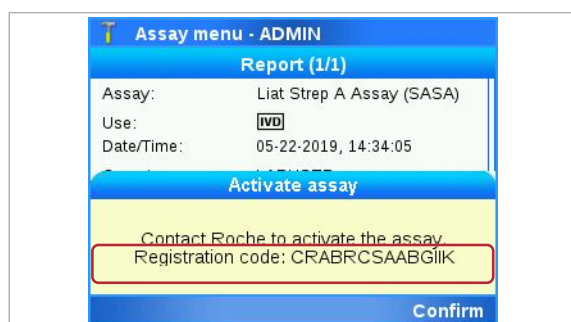 Assay menu - ADMIN
Report (1/1)
Assay: Liat Strep A Assay (SASA)
Use: IVD
Date/Time: 05-22-2019, 14:34:05
Activate assay
Contact Roche to activate the assay.
Registration code: CRABRCSAABGIIK
Confirm